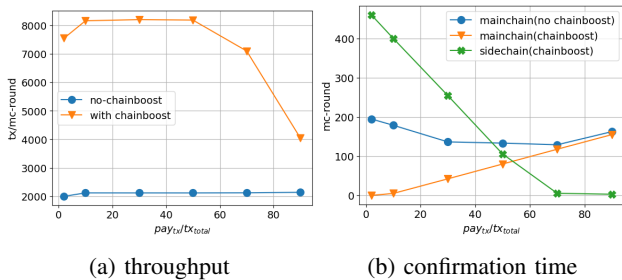 8000
7000
6000
5000
4000
3000
2000
tx/mc-round
no-chainboost
with chainboost
0 20 40 60 80
pay_tx/tx_total
(a) throughput
400
300
200
100
0
mc-round
mainchain(no chainboost)
mainchain(chainboost)
sidechain(chainboost)
0 20 40 60 80
pay_tx/tx_total
(b) confirmation time